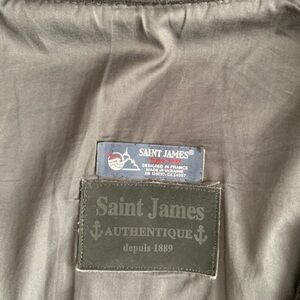 SAINT JAMES®
DESIGNED IN FRANCE
MADE IN UKRAINE
Saint James
AUTHENTIQUE
depuis 1889